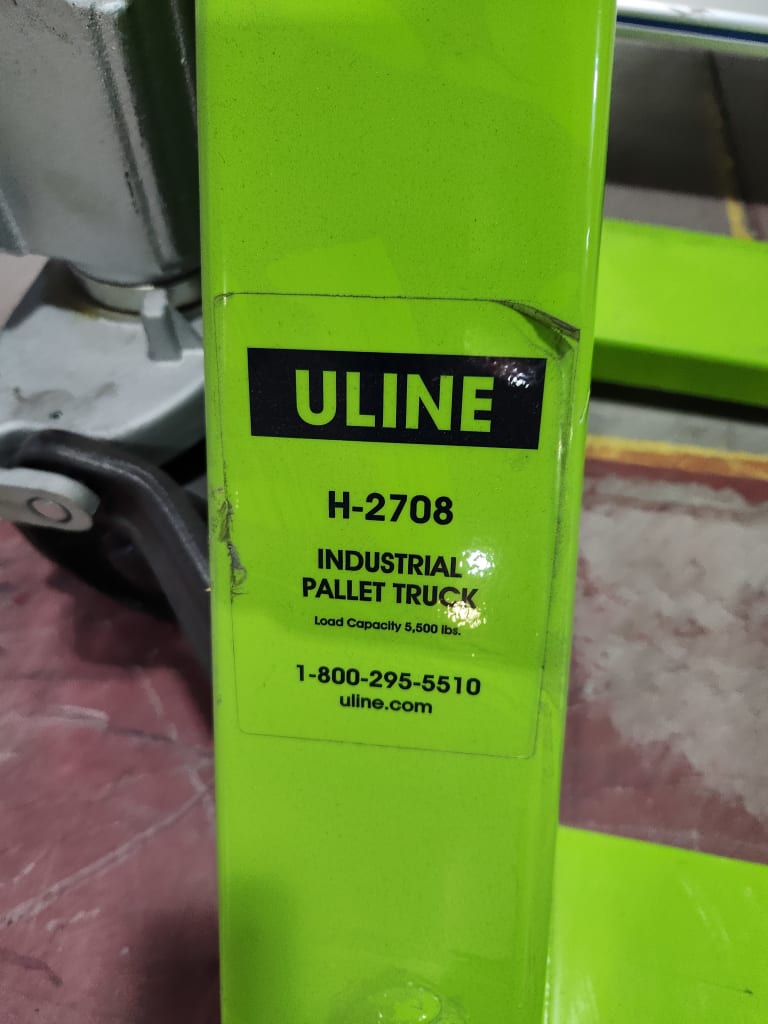 ULINE
H-2708
INDUSTRIAL
PALLET TRUCK
Load Capacity 5,500 lbs.
1-800-295-5510
uline.com